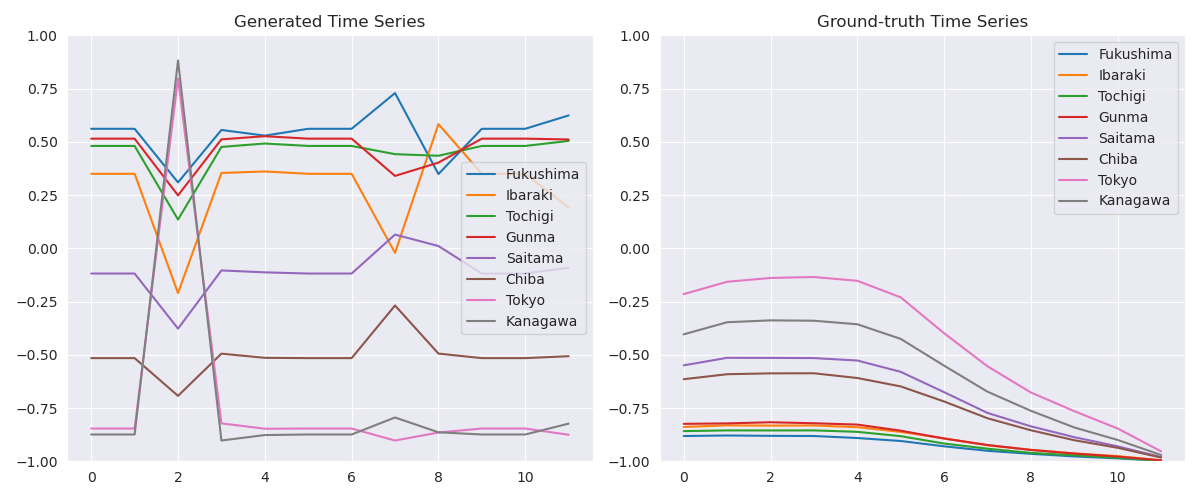 Generated Time Series
1.00
0.75
0.50
0.25
0.00
−0.25
−0.50
−0.75
−1.00
0 2 4 6 8 10
Fukushima
Ibaraki
Tochigi
Gunma
Saitama
Chiba
Tokyo
Kanagawa
Ground-truth Time Series
1.00
0.75
0.50
0.25
0.00
−0.25
−0.50
−0.75
−1.00
0 2 4 6 8 10
Fukushima
Ibaraki
Tochigi
Gunma
Saitama
Chiba
Tokyo
Kanagawa